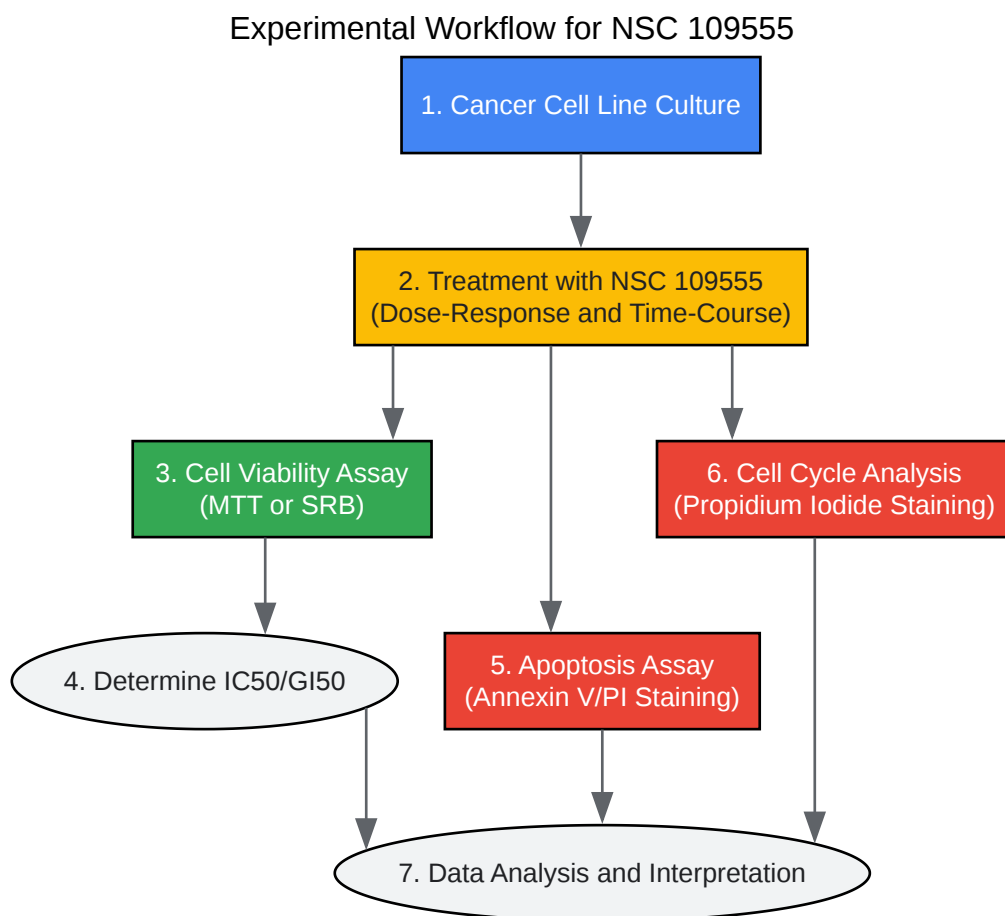 Experimental Workflow for NSC 109555
1. Cancer Cell Line Culture
2. Treatment with NSC 109555
(Dose-Response and Time-Course)
3. Cell Viability Assay
(MTT or SRB)
6. Cell Cycle Analysis
(Propidium Iodide Staining)
4. Determine IC50/GI50
5. Apoptosis Assay
(Annexin V/PI Staining)
7. Data Analysis and Interpretation